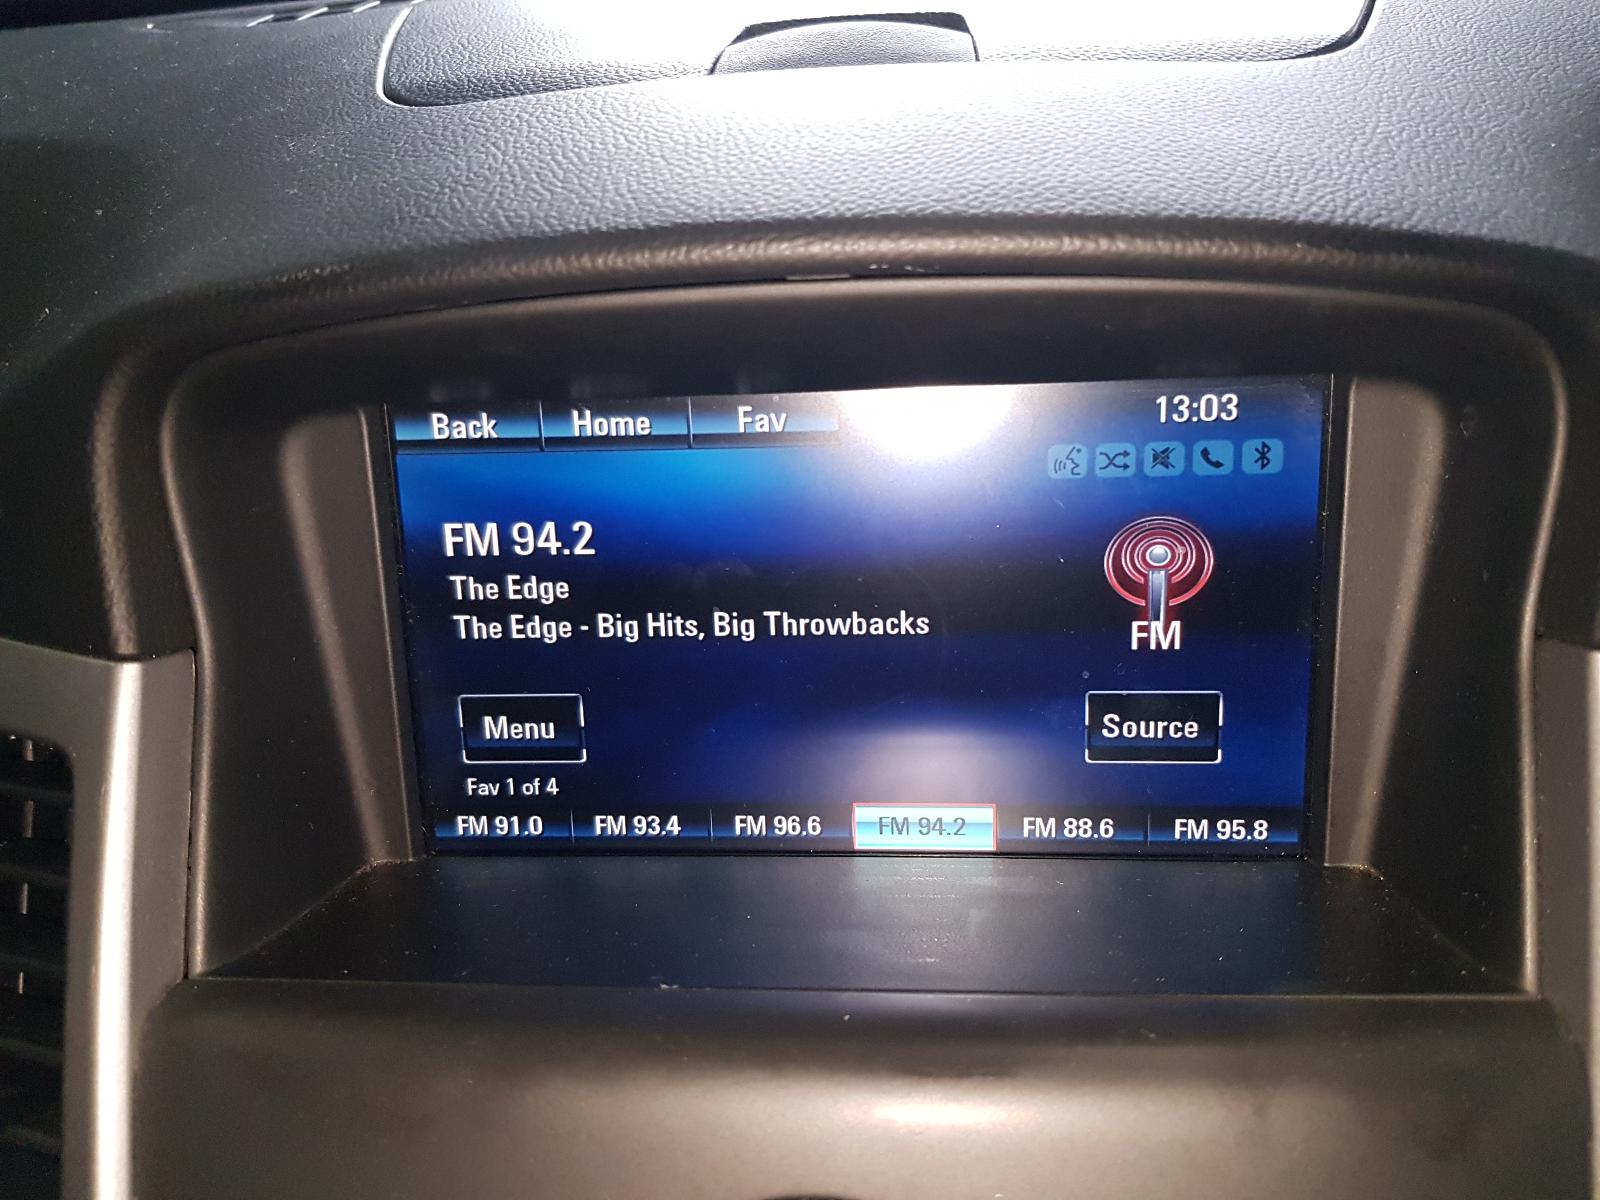 Back Home Fav 13:03
FM 94.2
The Edge
The Edge - Big Hits, Big Throwbacks
FM
Menu Source
Fav 1 of 4
FM 91.0 FM 93.4 FM 96.6 FM 94.2 FM 88.6 FM 95.8